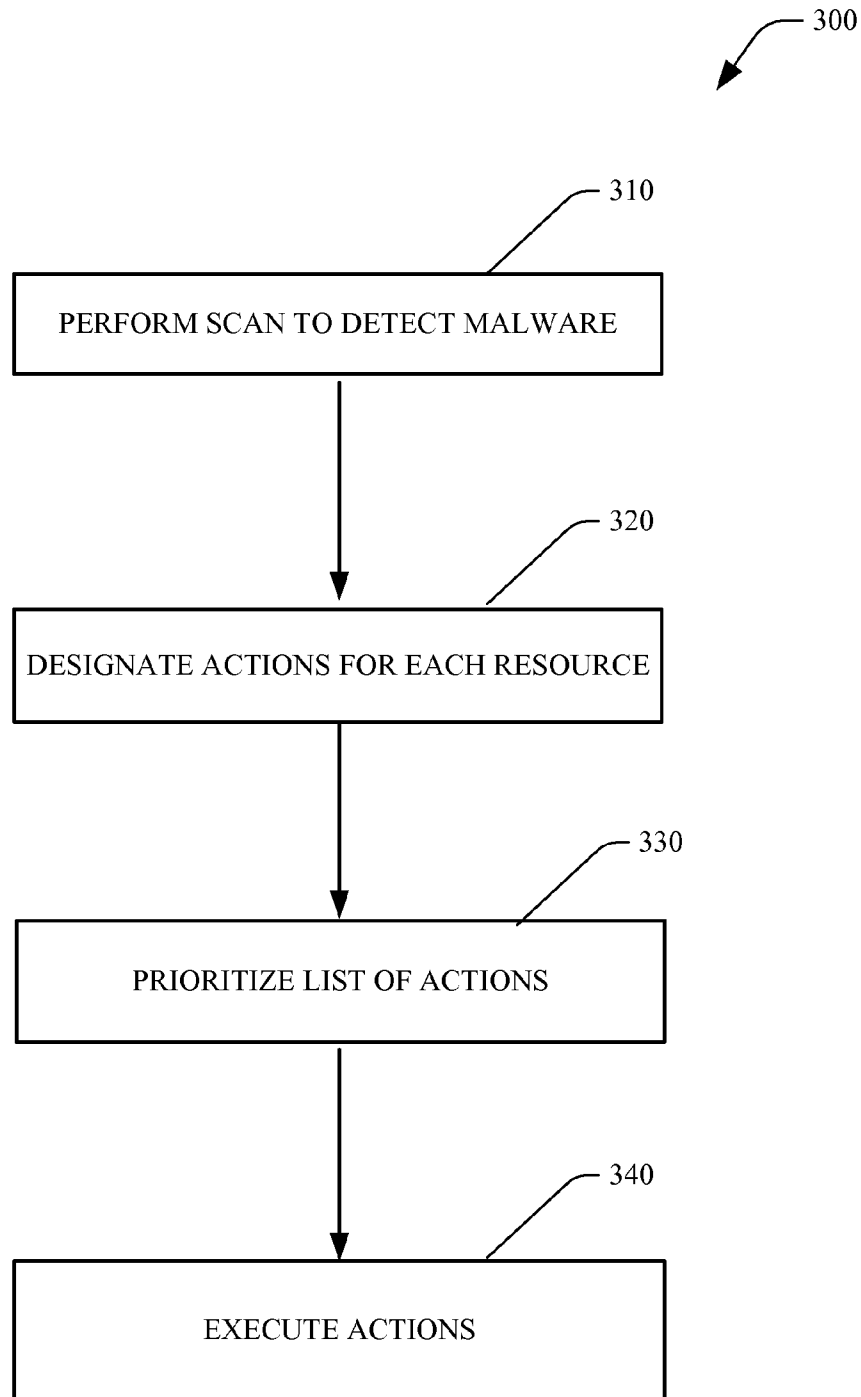 300
310
PERFORM SCAN TO DETECT MALWARE
320
DESIGNATE ACTIONS FOR EACH RESOURCE
330
PRIORITIZE LIST OF ACTIONS
340
EXECUTE ACTIONS